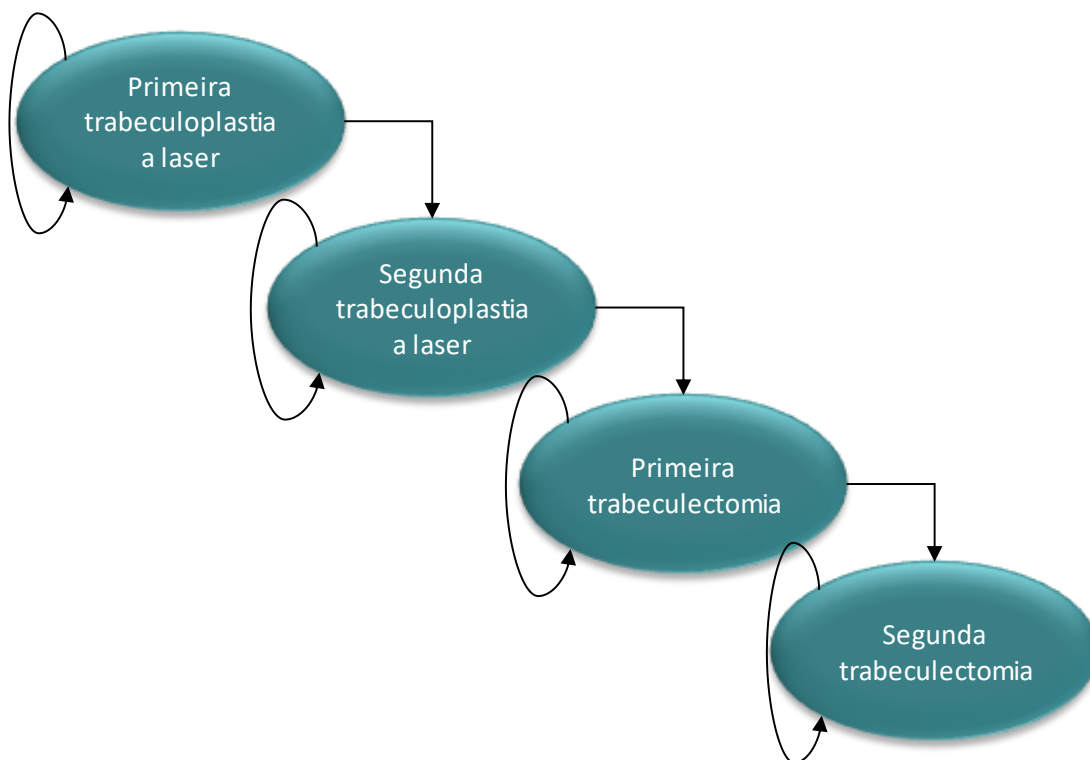 Primeira
trabeculoplastia
a laser
Segunda
trabeculoplastia
a laser
Primeira
trabeculectomia
Segunda
trabeculectomia